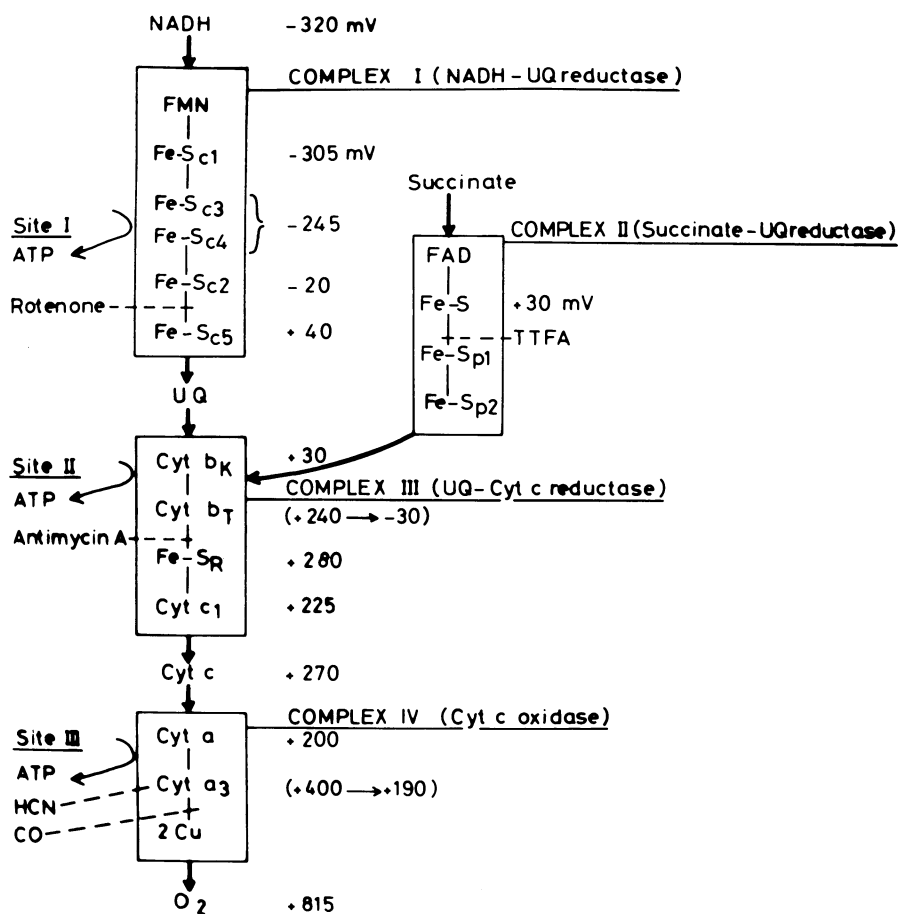 NADH -320 mV
COMPLEX I (NADH-UQ reductase)
FMN
Fe-Sc1 -305 mV
Succinate
Fe-Sc3
Site I
-245
COMPLEX II (Succinate-UQ reductase)
Fe-Sc4
ATP
FAD
Fe-Sc2 -20
Fe-S +30 mV
Rotenone
Fe-Sc5 +40
TTFA
Fe-Sp1
UQ
Fe-Sp2
Site II
Cyt bK +30
ATP
COMPLEX III (UQ-Cyt c reductase)
Cyt bT (+240 → -30)
Antimycin A
Fe-SR +280
Cyt c1 +225
Cyt c +270
COMPLEX IV (Cyt c oxidase)
Site III
Cyt a +200
ATP
Cyt a3 (+400 → +190)
HCN
CO
2Cu
O2 +815